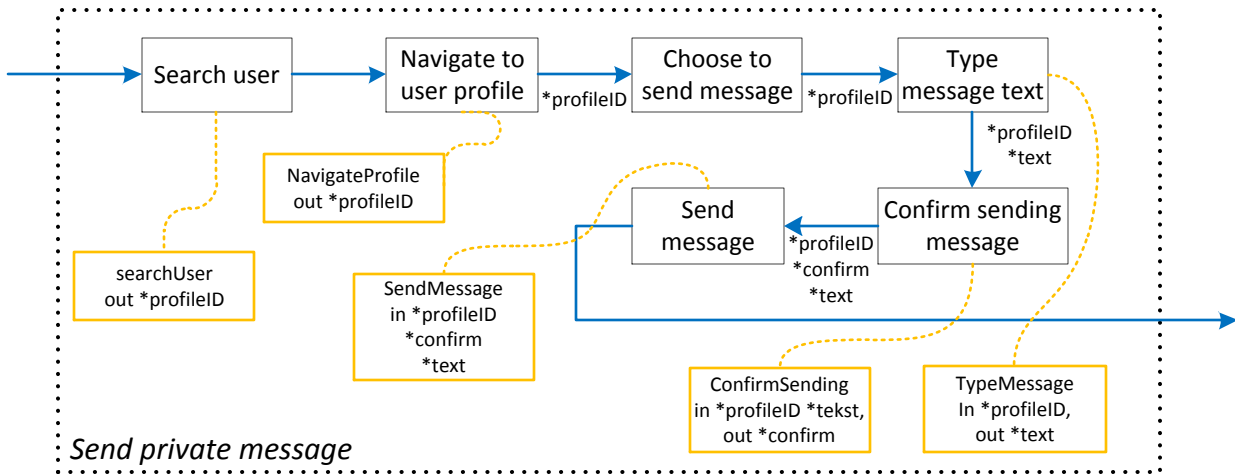 Search user
Navigate to
user profile
*profileID
Choose to
send message
*profileID
Type
message text
*profileID
*text
NavigateProfile
out *profileID
Send
message
*profileID
*confirm
*text
Confirm sending
message
searchUser
out *profileID
SendMessage
in *profileID
*confirm
*text
ConfirmSending
in *profileID *tekst,
out *confirm
TypeMessage
In *profileID,
out *text
Send private message